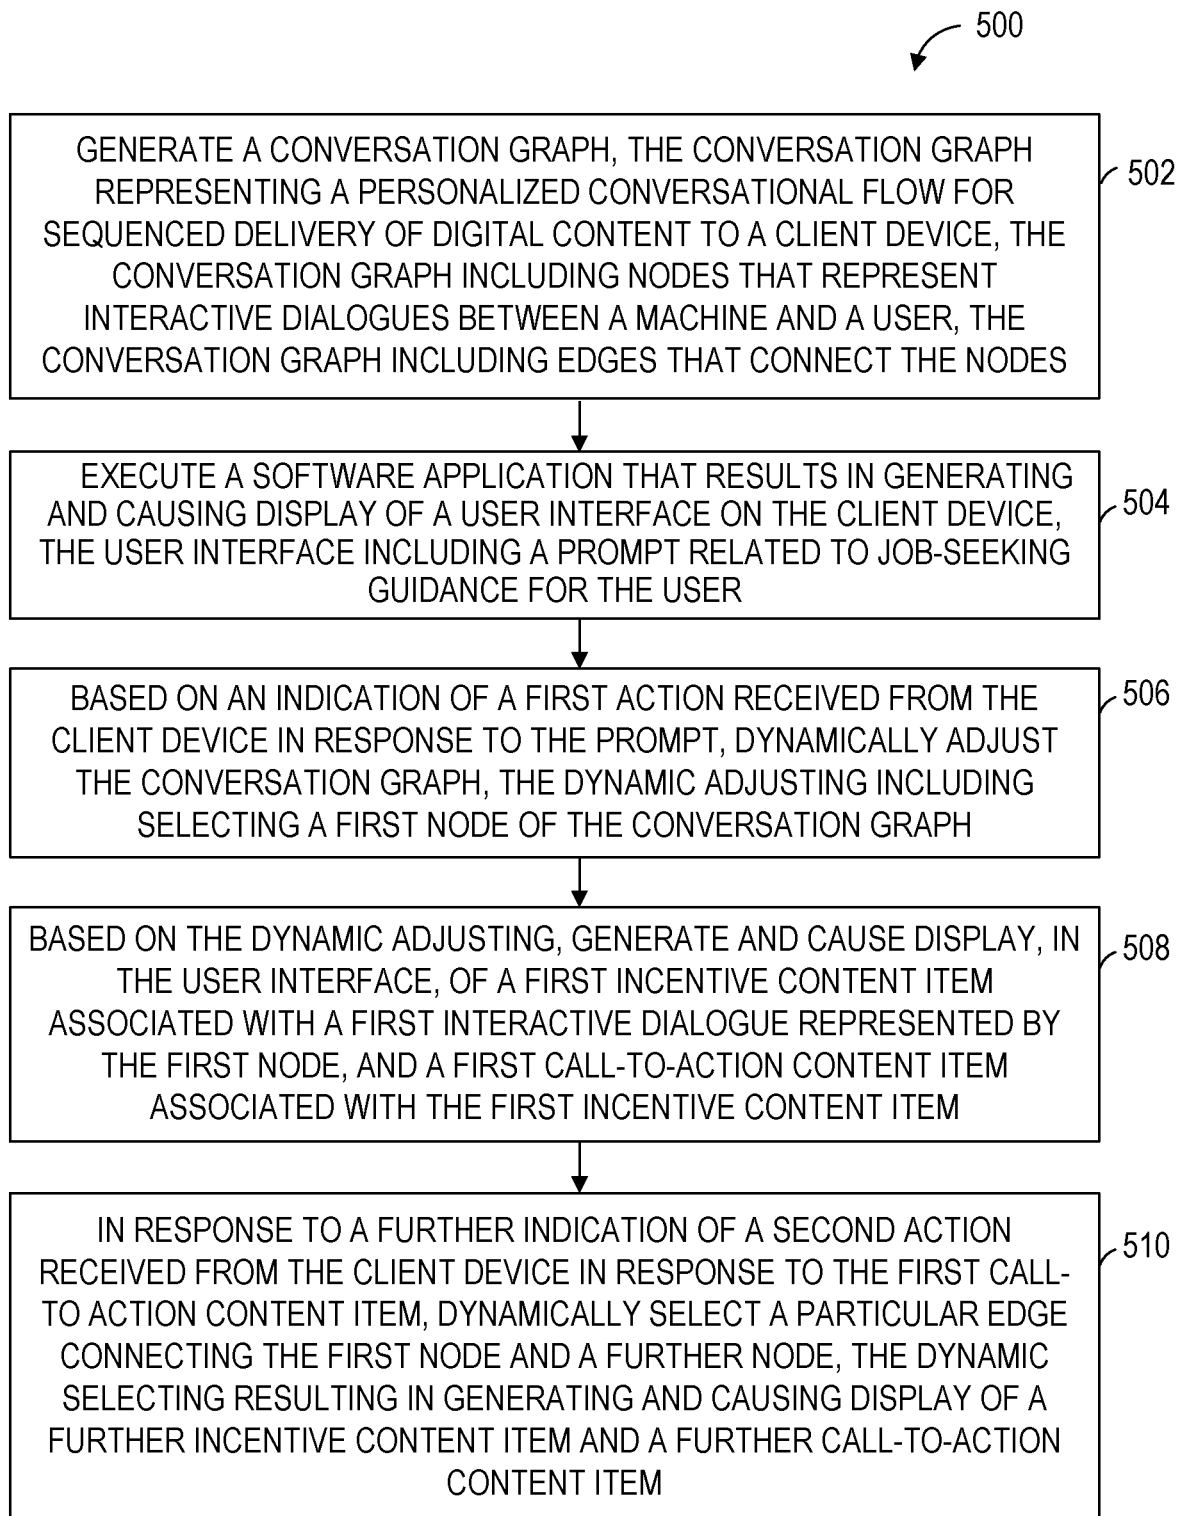 500
GENERATE A CONVERSATION GRAPH, THE CONVERSATION GRAPH
REPRESENTING A PERSONALIZED CONVERSATIONAL FLOW FOR
SEQUENCED DELIVERY OF DIGITAL CONTENT TO A CLIENT DEVICE, THE
CONVERSATION GRAPH INCLUDING NODES THAT REPRESENT
INTERACTIVE DIALOGUES BETWEEN A MACHINE AND A USER, THE
CONVERSATION GRAPH INCLUDING EDGES THAT CONNECT THE NODES
502
EXECUTE A SOFTWARE APPLICATION THAT RESULTS IN GENERATING
AND CAUSING DISPLAY OF A USER INTERFACE ON THE CLIENT DEVICE,
THE USER INTERFACE INCLUDING A PROMPT RELATED TO JOB-SEEKING
GUIDANCE FOR THE USER
504
BASED ON AN INDICATION OF A FIRST ACTION RECEIVED FROM THE
CLIENT DEVICE IN RESPONSE TO THE PROMPT, DYNAMICALLY ADJUST
THE CONVERSATION GRAPH, THE DYNAMIC ADJUSTING INCLUDING
SELECTING A FIRST NODE OF THE CONVERSATION GRAPH
506
BASED ON THE DYNAMIC ADJUSTING, GENERATE AND CAUSE DISPLAY, IN
THE USER INTERFACE, OF A FIRST INCENTIVE CONTENT ITEM
ASSOCIATED WITH A FIRST INTERACTIVE DIALOGUE REPRESENTED BY
THE FIRST NODE, AND A FIRST CALL-TO-ACTION CONTENT ITEM
ASSOCIATED WITH THE FIRST INCENTIVE CONTENT ITEM
508
IN RESPONSE TO A FURTHER INDICATION OF A SECOND ACTION
RECEIVED FROM THE CLIENT DEVICE IN RESPONSE TO THE FIRST CALL-
TO ACTION CONTENT ITEM, DYNAMICALLY SELECT A PARTICULAR EDGE
CONNECTING THE FIRST NODE AND A FURTHER NODE, THE DYNAMIC
SELECTING RESULTING IN GENERATING AND CAUSING DISPLAY OF A
FURTHER INCENTIVE CONTENT ITEM AND A FURTHER CALL-TO-ACTION
CONTENT ITEM
510